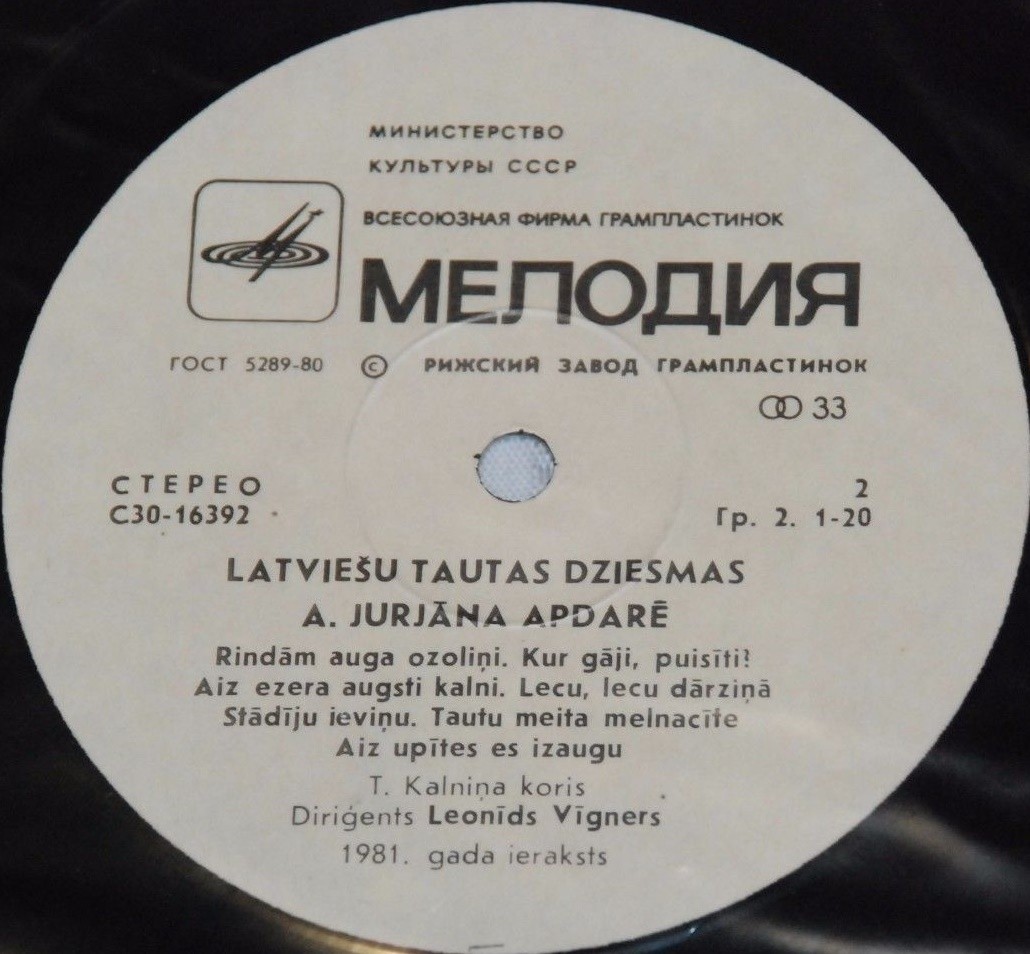 МИНИСТЕРСТВО
КУЛЬТУРЫ СССР
ВСЕСОЮЗНАЯ ФИРМА ГРАМПЛАСТИНОК
МЕЛОДИЯ
ГОСТ 5289-80 © РИЖСКИЙ ЗАВОД ГРАМПЛАСТИНОК
33
СТЕРЕО
С30-16392
2
Гр. 2. 1-20
LATVIEŠU TAUTAS DZIESMAS
A. JURJĀNA APDARĒ
Rindām auga ozoliņi. Kur gāji, puisīti?
Aiz ezera augsti kalni. Lecu, lecu dārziņā
Stādīju ieviņu. Tautu meita melnacīte
Aiz upītes es izaugu
T. Kalniņa koris
Diriģents Leonīds Vīgners
1981. gada ieraksts